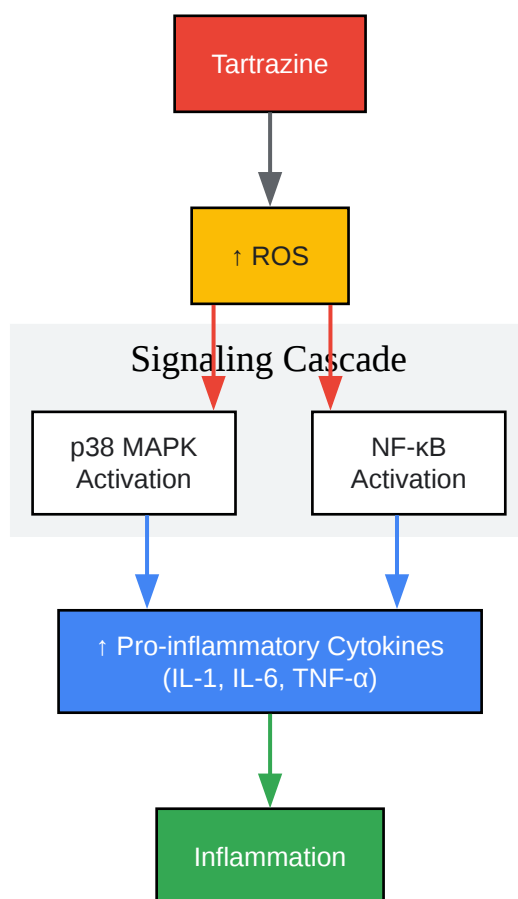 Tartrazine
↑ ROS
Signaling Cascade
p38 MAPK
Activation
NF-κB
Activation
↑ Pro-inflammatory Cytokines
(IL-1, IL-6, TNF-α)
Inflammation